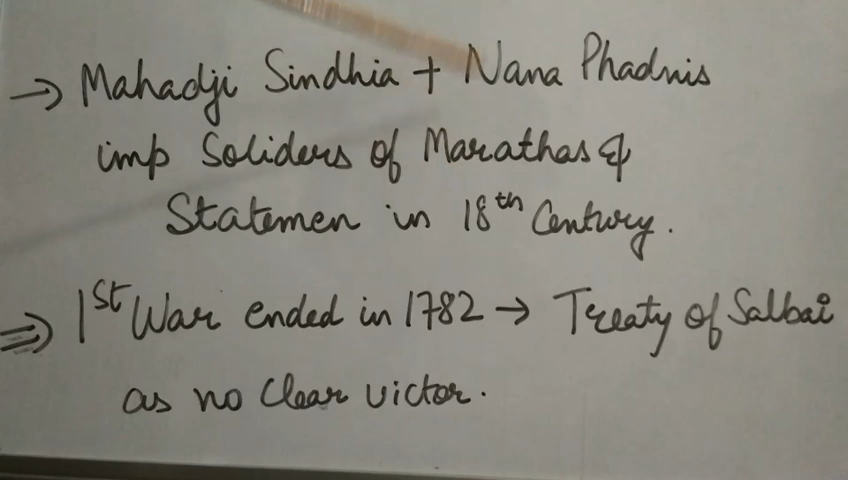 → Mahadji Sindhia + Nana Phadnis
imp Soliders of Marathas &
Statemen in 18th Century.
⇒ 1st War ended in 1782 → Treaty of Salbai
as no clear victor.